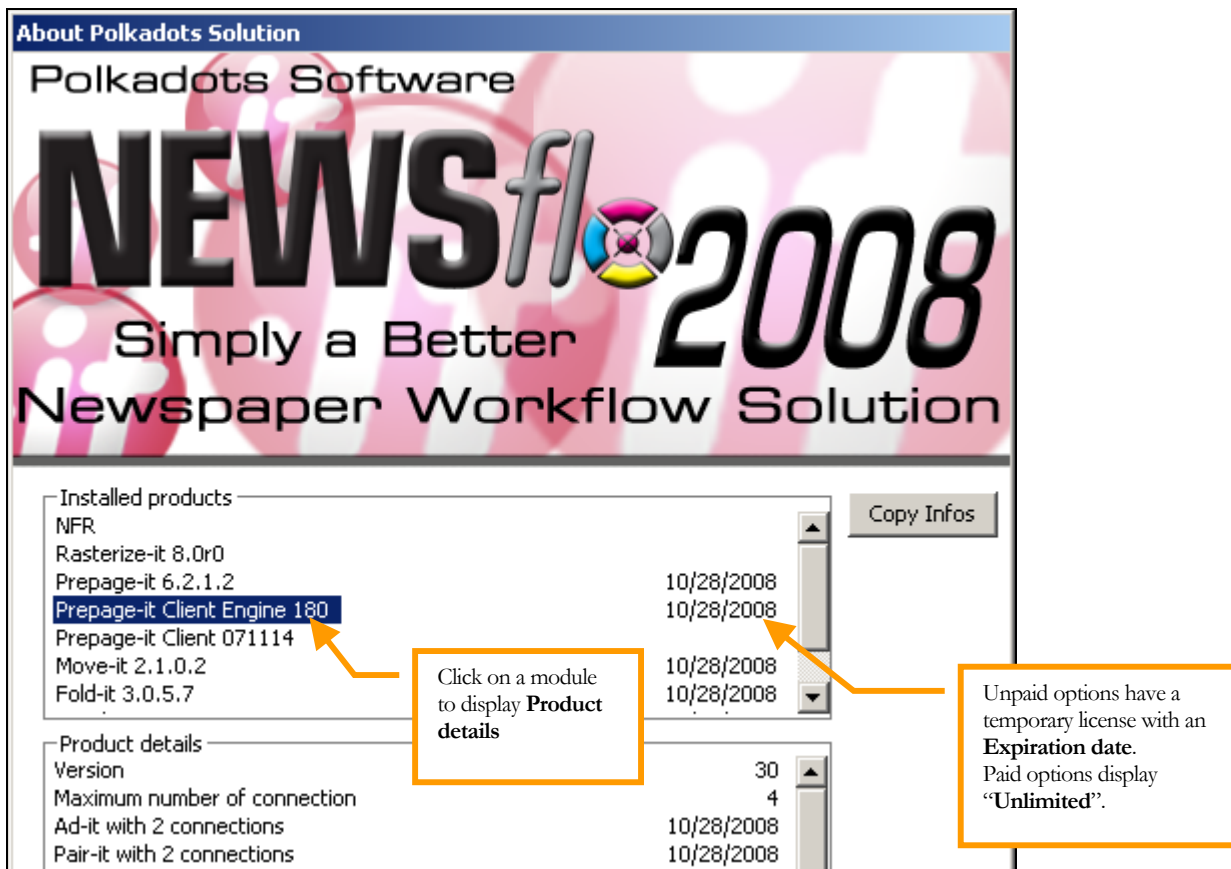 About Polkadots Solution
Polkadots Software
NEWSflo 2008
Simply a Better
Newspaper Workflow Solution
Installed products
Copy Infos
NFR
Rasterize-it 8.0r0
Prepage-it 6.2.1.2 10/28/2008
Prepage-it Client Engine 180 10/28/2008
Prepage-it Client 071114
Move-it 2.1.0.2 10/28/2008
Fold-it 3.0.5.7 10/28/2008
Click on a module
to display Product
details
Unpaid options have a
temporary license with an
Expiration date.
Paid options display
“Unlimited”.
Product details
Version 30
Maximum number of connection 4
Ad-it with 2 connections 10/28/2008
Pair-it with 2 connections 10/28/2008
it
it
it
it